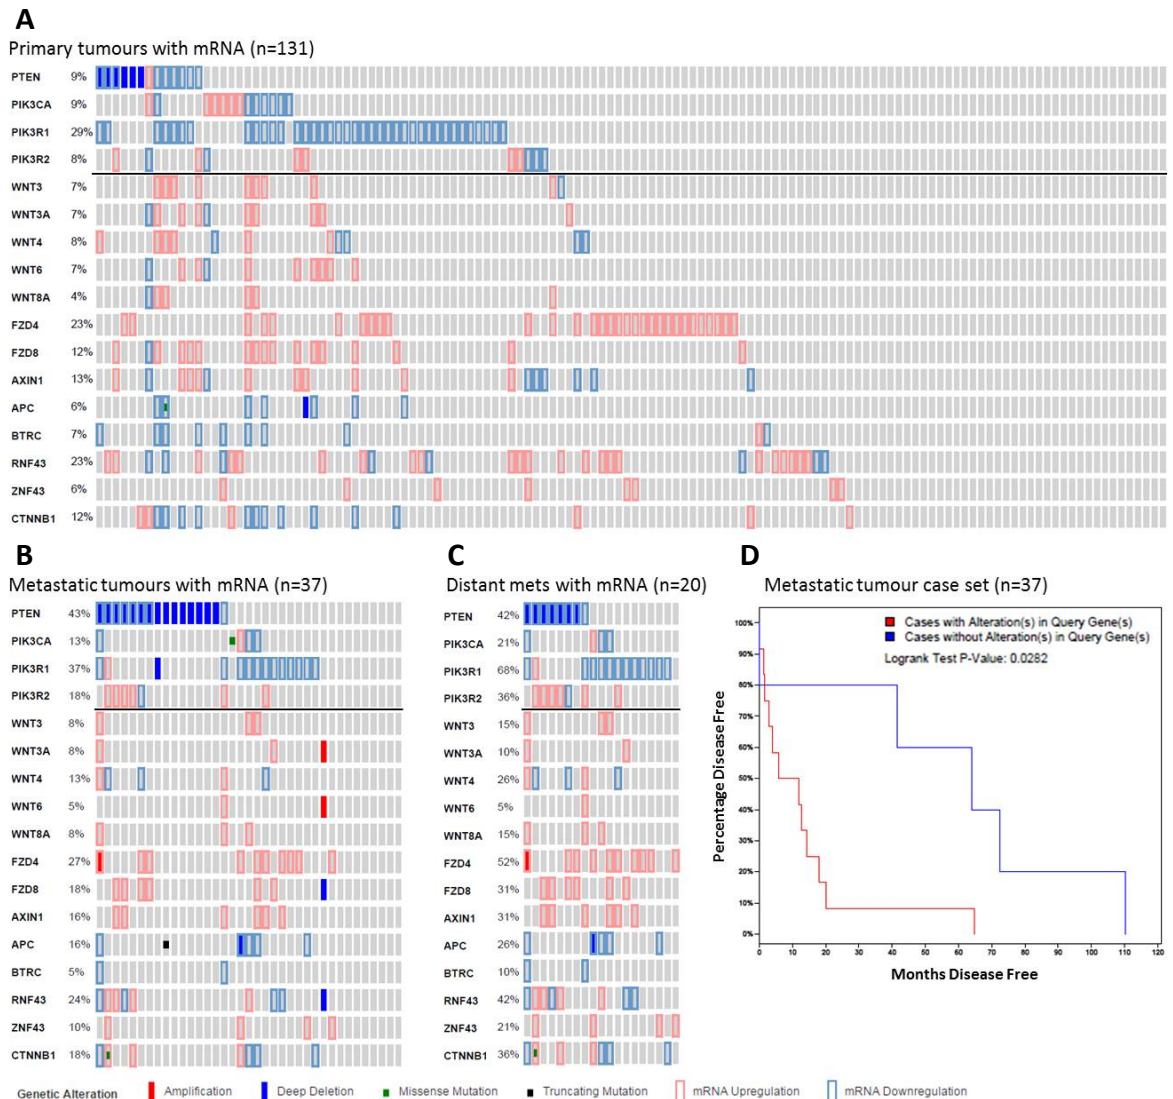 A
Primary tumours with mRNA (n=131)
PTEN 9%
PIK3CA 9%
PIK3R1 29%
PIK3R2 8%
WNT3 7%
WNT3A 7%
WNT4 8%
WNT6 7%
WNT8A 4%
FZD4 23%
FZD8 12%
AXIN1 13%
APC 6%
BTRC 7%
RNF43 23%
ZNF43 6%
CTNNB1 12%
B
Metastatic tumours with mRNA (n=37)
PTEN 43%
PIK3CA 13%
PIK3R1 37%
PIK3R2 18%
WNT3 8%
WNT3A 8%
WNT4 13%
WNT6 5%
WNT8A 8%
FZD4 27%
FZD8 18%
AXIN1 16%
APC 16%
BTRC 5%
RNF43 24%
ZNF43 10%
CTNNB1 18%
C
Distant mets with mRNA (n=20)
PTEN 42%
PIK3CA 21%
PIK3R1 68%
PIK3R2 36%
WNT3 15%
WNT3A 10%
WNT4 26%
WNT6 5%
WNT8A 15%
FZD4 52%
FZD8 31%
AXIN1 31%
APC 26%
BTRC 10%
RNF43 42%
ZNF43 21%
CTNNB1 36%
D
Metastatic tumour case set (n=37)
Cases with Alteration(s) in Query Gene(s)
Cases without Alteration(s) in Query Gene(s)
Logrank Test P-Value: 0.0282
Percentage Disease Free
100%
90%
80%
70%
60%
50%
40%
30%
20%
10%
0%
0 10 20 30 40 50 60 70 80 90 100 110 120
Months Disease Free
Genetic Alteration Amplification Deep Deletion Missense Mutation Truncating Mutation mRNA Upregulation mRNA Downregulation